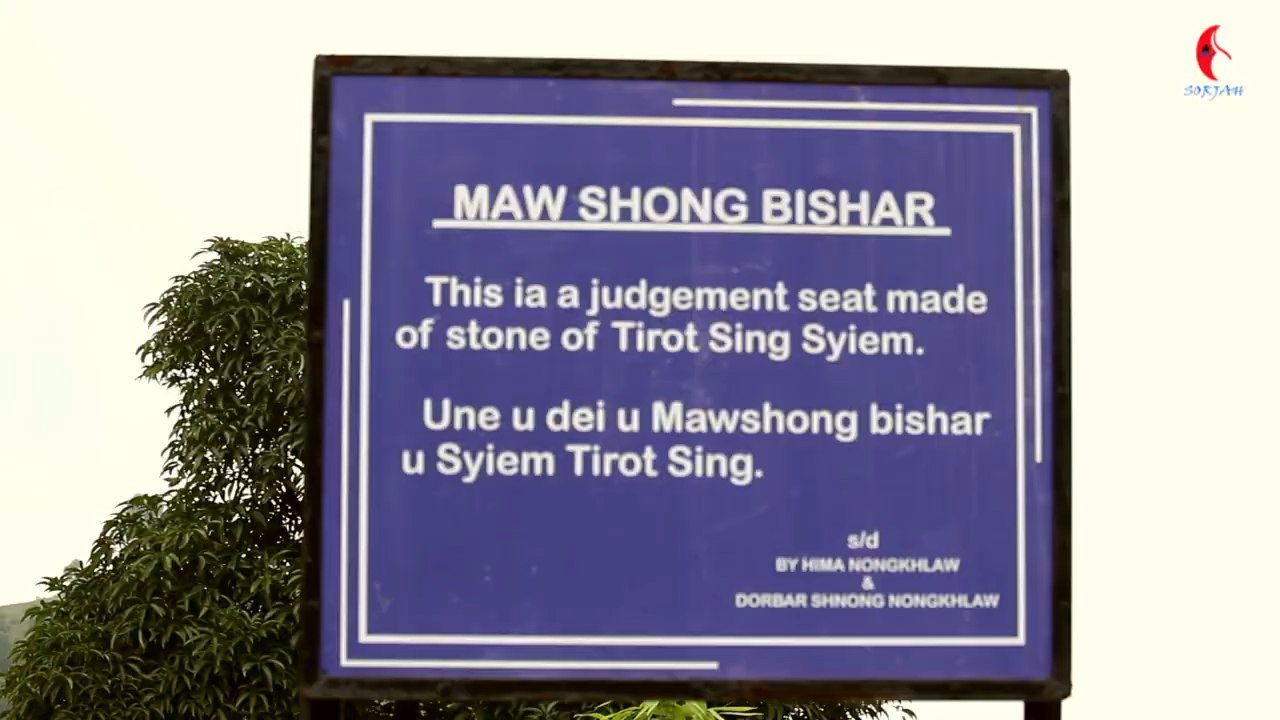 SORJAH
MAW SHONG BISHAR
This ia a judgement seat made
of stone of Tirot Sing Syiem.
Une u dei u Mawshong bishar
u Syiem Tirot Sing.
s/d
BY HIMA NONGKHLAW
&
DORBAR SHNONG NONGKHLAW